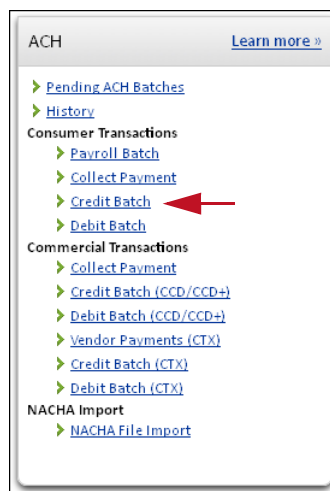 ACH Learn more »
Pending ACH Batches
History
Consumer Transactions
Payroll Batch
Collect Payment
Credit Batch
Debit Batch
Commercial Transactions
Collect Payment
Credit Batch (CCD/CCD+)
Debit Batch (CCD/CCD+)
Vendor Payments (CTX)
Credit Batch (CTX)
Debit Batch (CTX)
NACHA Import
NACHA File Import